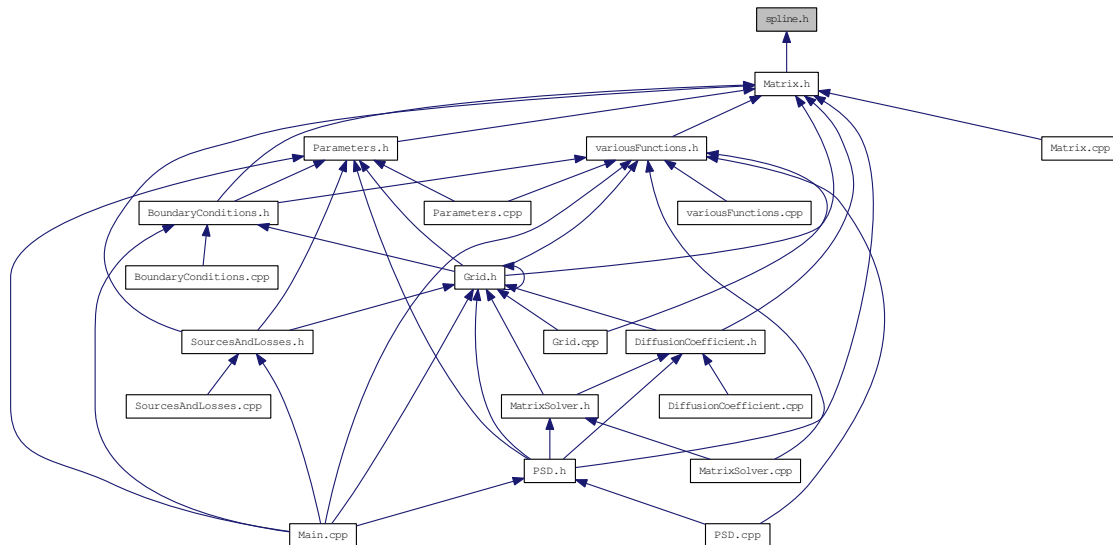 spline.h
Matrix.h
Parameters.h
variousFunctions.h
Matrix.cpp
BoundaryConditions.h
Parameters.cpp
variousFunctions.cpp
BoundaryConditions.cpp
Grid.h
SourcesAndLosses.h
Grid.cpp
DiffusionCoefficient.h
SourcesAndLosses.cpp
MatrixSolver.h
DiffusionCoefficient.cpp
PSD.h
MatrixSolver.cpp
Main.cpp
PSD.cpp